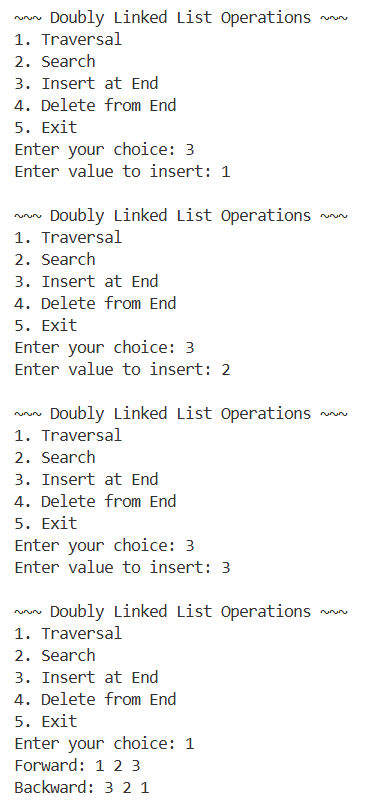 ~~~ Doubly Linked List Operations ~~~
1. Traversal
2. Search
3. Insert at End
4. Delete from End
5. Exit
Enter your choice: 3
Enter value to insert: 1

~~~ Doubly Linked List Operations ~~~
1. Traversal
2. Search
3. Insert at End
4. Delete from End
5. Exit
Enter your choice: 3
Enter value to insert: 2

~~~ Doubly Linked List Operations ~~~
1. Traversal
2. Search
3. Insert at End
4. Delete from End
5. Exit
Enter your choice: 3
Enter value to insert: 3

~~~ Doubly Linked List Operations ~~~
1. Traversal
2. Search
3. Insert at End
4. Delete from End
5. Exit
Enter your choice: 1
Forward: 1 2 3
Backward: 3 2 1